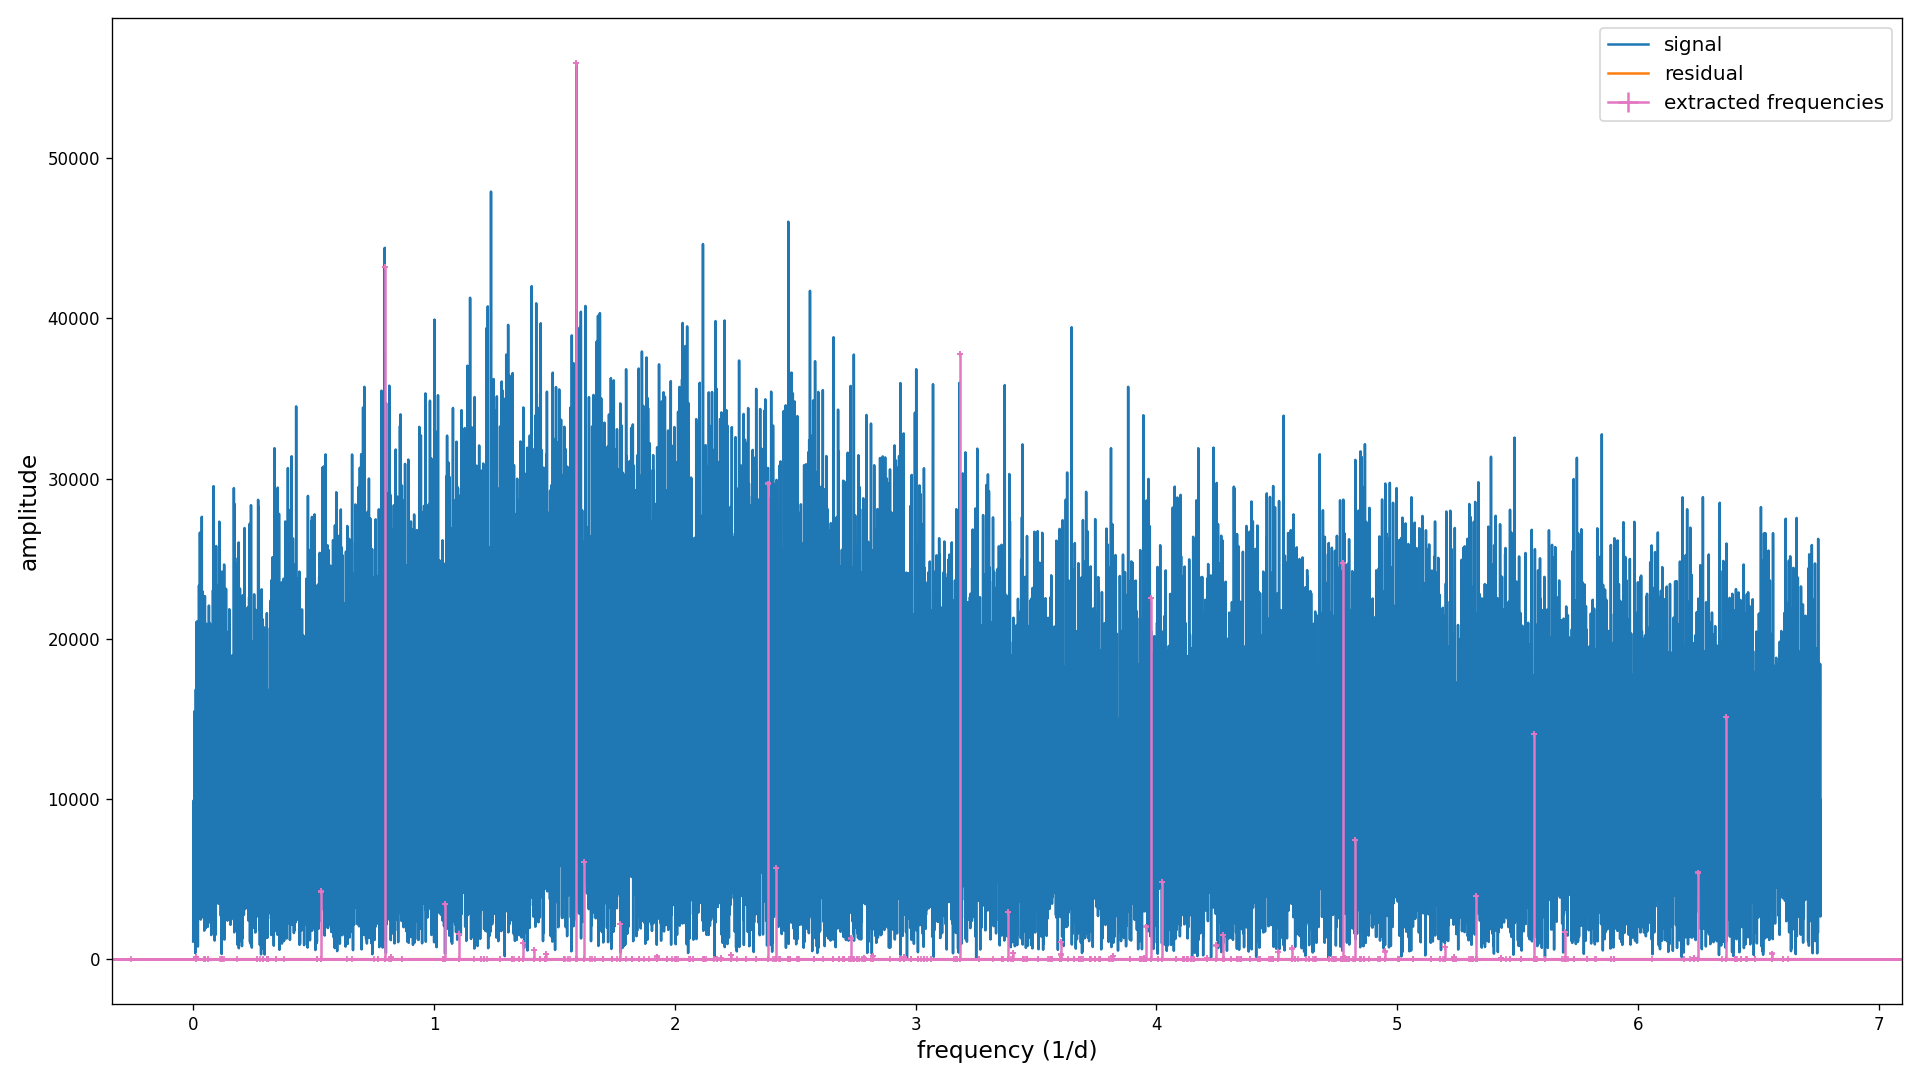 signal
residual
extracted frequencies
amplitude
50000
40000
30000
20000
10000
0
0 1 2 3 4 5 6 7
frequency (1/d)